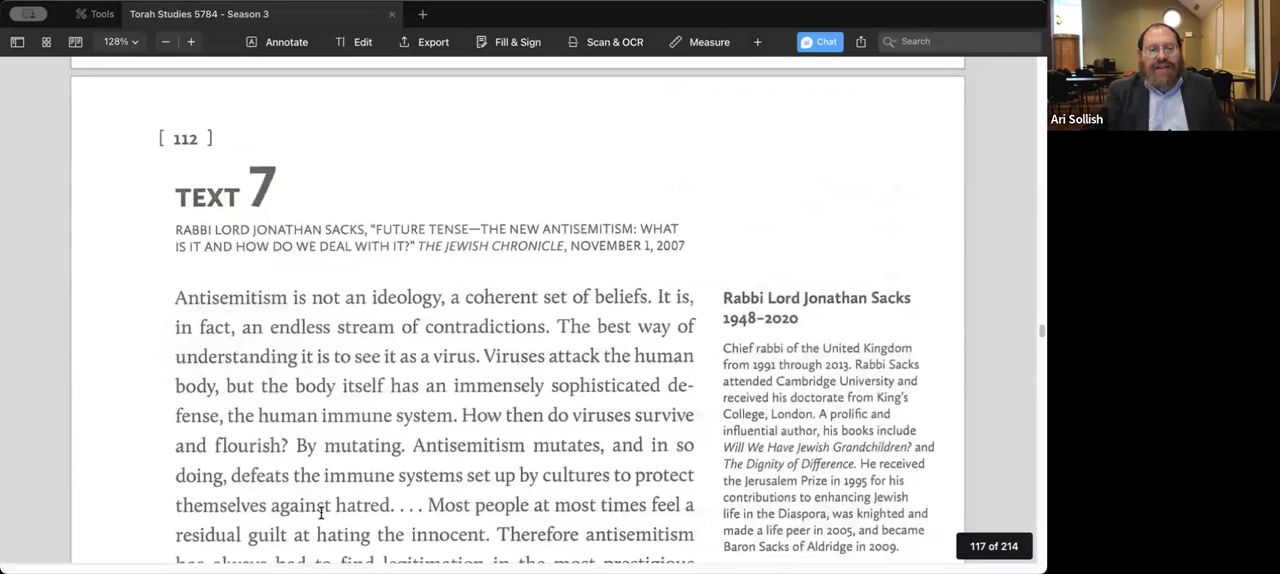 Tools
Torah Studies 5784 - Season 3
128%
Annotate
Edit
Export
Fill & Sign
Scan & OCR
Measure
Chat
Search
Ari Sollish
[ 112 ]
TEXT 7
RABBI LORD JONATHAN SACKS, “FUTURE TENSE—THE NEW ANTISEMITISM: WHAT
IS IT AND HOW DO WE DEAL WITH IT?” THE JEWISH CHRONICLE, NOVEMBER 1, 2007
Antisemitism is not an ideology, a coherent set of beliefs. It is,
in fact, an endless stream of contradictions. The best way of
understanding it is to see it as a virus. Viruses attack the human
body, but the body itself has an immensely sophisticated de-
fense, the human immune system. How then do viruses survive
and flourish? By mutating. Antisemitism mutates, and in so
doing, defeats the immune systems set up by cultures to protect
themselves against hatred. . . . Most people at most times feel a
residual guilt at hating the innocent. Therefore antisemitism
has always had to find legitimation in the most prestigious
Rabbi Lord Jonathan Sacks
1948–2020
Chief rabbi of the United Kingdom
from 1991 through 2013. Rabbi Sacks
attended Cambridge University and
received his doctorate from King’s
College, London. A prolific and
influential author, his books include
Will We Have Jewish Grandchildren? and
The Dignity of Difference. He received
the Jerusalem Prize in 1995 for his
contributions to enhancing Jewish
life in the Diaspora, was knighted and
made a life peer in 2005, and became
Baron Sacks of Aldridge in 2009.
117 of 214